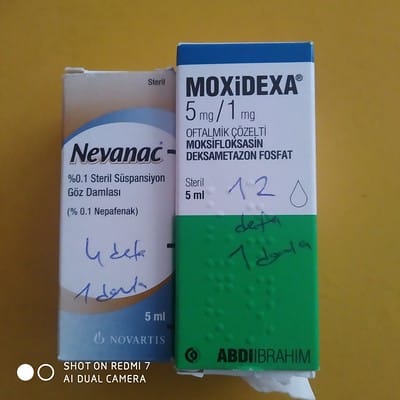 Steril
Nevanac®
%0.1 Steril Süspansiyon
Göz Damlası
(% 0.1 Nepafenak)
4 defa
1 damla
5 ml
NOVARTIS
MOXiDEXA®
5 mg/1 mg
OFTALMİK ÇÖZELTİ
MOKSİFLOKSASİN
DEKSAMETAZON FOSFAT
Steril
5 ml
12
defa
1 damla
ABDİİBRAHİM
SHOT ON REDMI 7
AI DUAL CAMERA